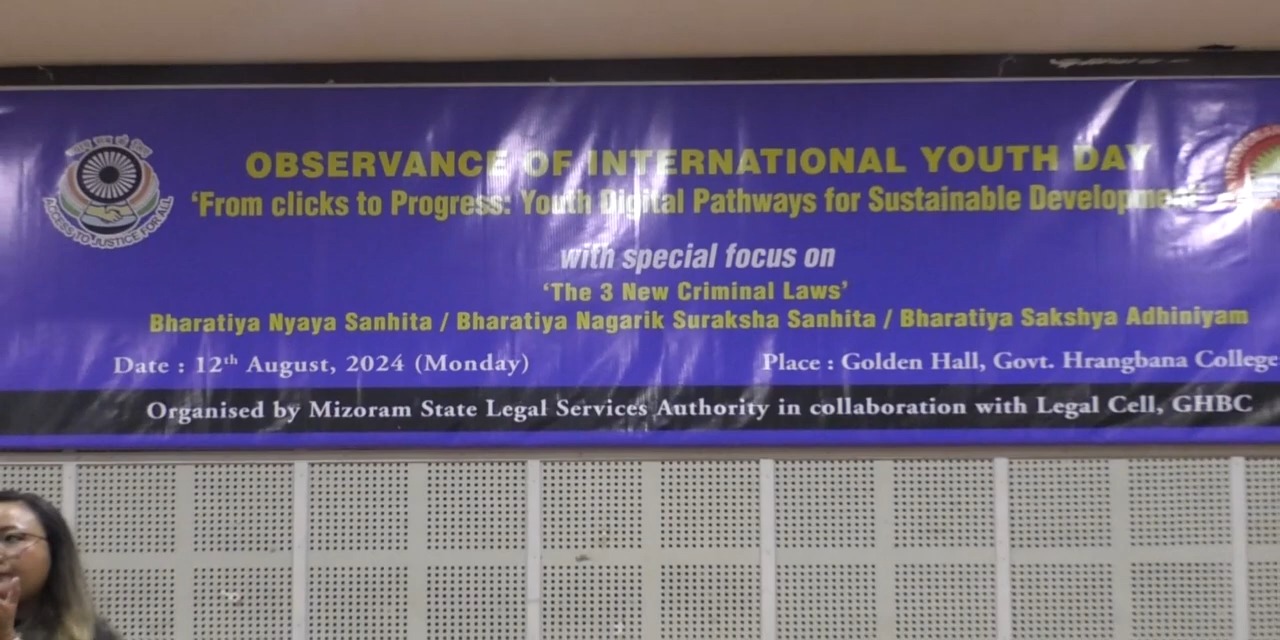 OBSERVANCE OF INTERNATIONAL YOUTH DAY
'From clicks to Progress: Youth Digital Pathways for Sustainable Development'
with special focus on
'The 3 New Criminal Laws'
Bharatiya Nyaya Sanhita / Bharatiya Nagarik Suraksha Sanhita / Bharatiya Sakshya Adhiniyam
Date : 12th August, 2024 (Monday)
Place : Golden Hall, Govt. Hrangbana College
Organised by Mizoram State Legal Services Authority in collaboration with Legal Cell, GHBC
ACCESS TO JUSTICE FOR ALL